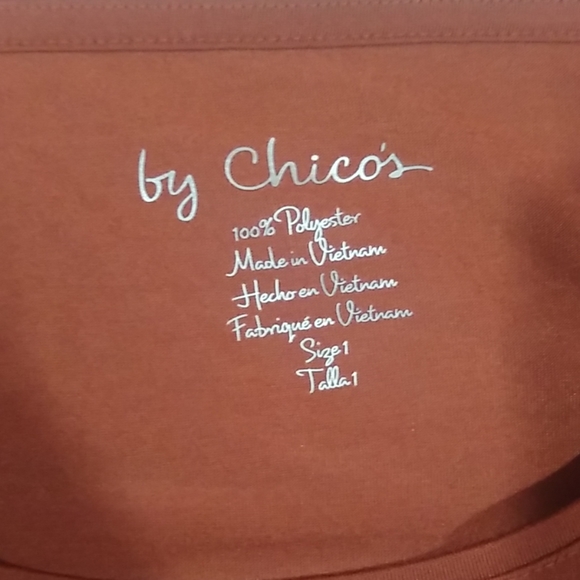 by Chico's
100% Polyester
Made in Vietnam
Hecho en Vietnam
Fabriqué en Vietnam
Size 1
Talla 1